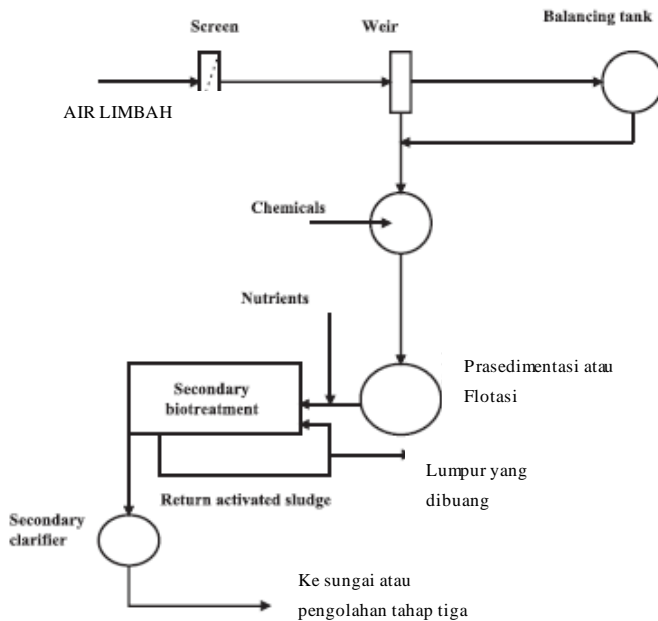 Balancing tank
Screen
Weir
AIR LIMBAH
Chemicals
Nutrients
Prasedimentasi atau
Flotasi
Secondary
biotreatment
Lumpur yang
dibuang
Return activated sludge
Secondary
clarifier
Ke sungai atau
pengolahan tahap tiga